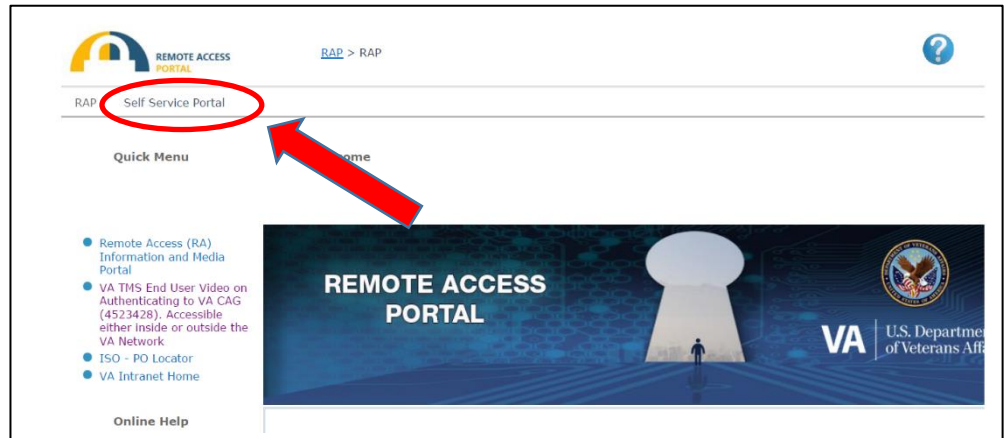 REMOTE ACCESS
PORTAL
RAP > RAP
?
RAP Self Service Portal
Quick Menu
ome
Remote Access (RA)
Information and Media
Portal
VA TMS End User Video on
Authenticating to VA CAG
(4523428). Accessible
either inside or outside the
VA Network
ISO - PO Locator
VA Intranet Home
Online Help
REMOTE ACCESS
PORTAL
VA
U.S. Departme
of Veterans Aff